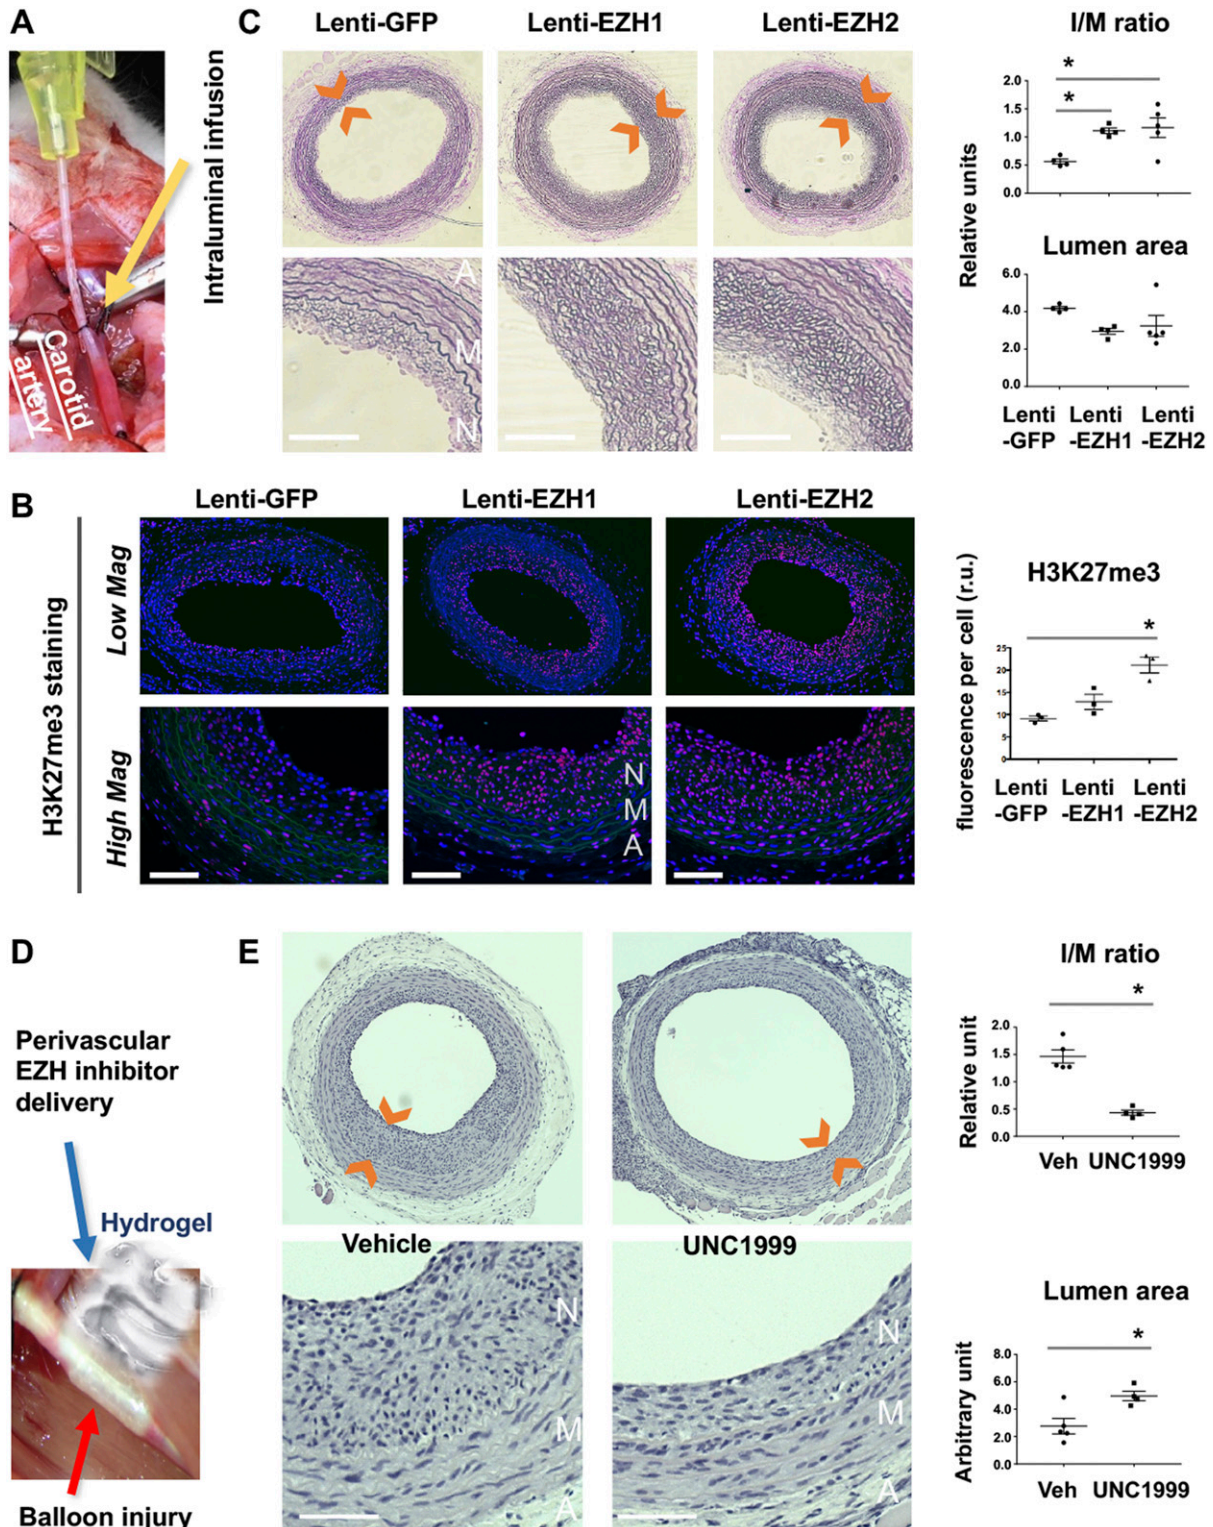 A
Carotid
artery
Intraluminal infusion
C
Lenti-GFP
Lenti-EZH1
Lenti-EZH2
A
M
N
I/M ratio
*
*
Relative units
2.0
1.5
1.0
0.5
0.0
Lumen area
6.0
4.0
2.0
0.0
Lenti
-GFP
Lenti
-EZH1
Lenti
-EZH2
B
H3K27me3 staining
Lenti-GFP
Lenti-EZH1
Lenti-EZH2
Low Mag
High Mag
N
M
A
H3K27me3
*
fluorescence per cell (r.u.)
25
20
15
10
5
0
Lenti
-GFP
Lenti
-EZH1
Lenti
-EZH2
D
Perivascular
EZH inhibitor
delivery
Hydrogel
Balloon injury
E
Vehicle
UNC1999
N
M
A
N
M
A
I/M ratio
*
Relative unit
2.0
1.5
1.0
0.5
0.0
Veh
UNC1999
Lumen area
*
Arbitrary unit
8.0
6.0
4.0
2.0
0.0
Veh
UNC1999